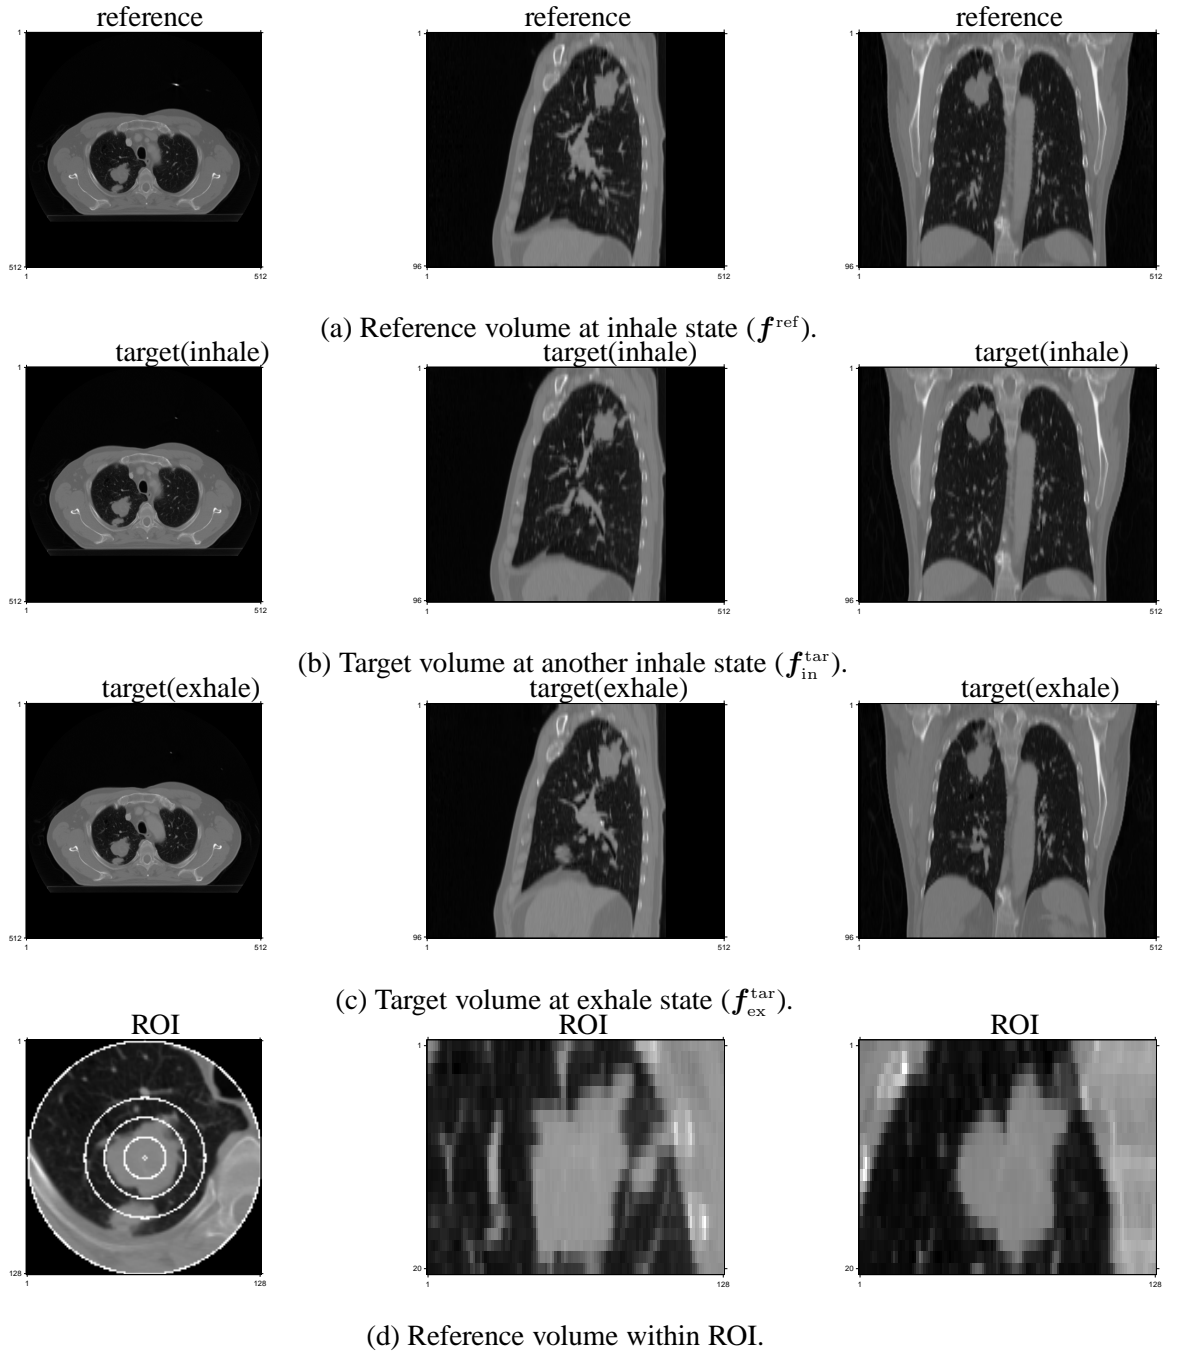 reference reference reference
1 1 1
512 96 96
1 512 1 512 1 512
(a) Reference volume at inhale state (f^ref).
target(inhale) target(inhale) target(inhale)
1 1 1
512 96 96
1 512 1 512 1 512
(b) Target volume at another inhale state (f_in^tar).
target(exhale) target(exhale) target(exhale)
1 1 1
512 96 96
1 512 1 512 1 512
(c) Target volume at exhale state (f_ex^tar).
ROI ROI ROI
1 1 1
128 20 20
1 128 1 128 1 128
(d) Reference volume within ROI.